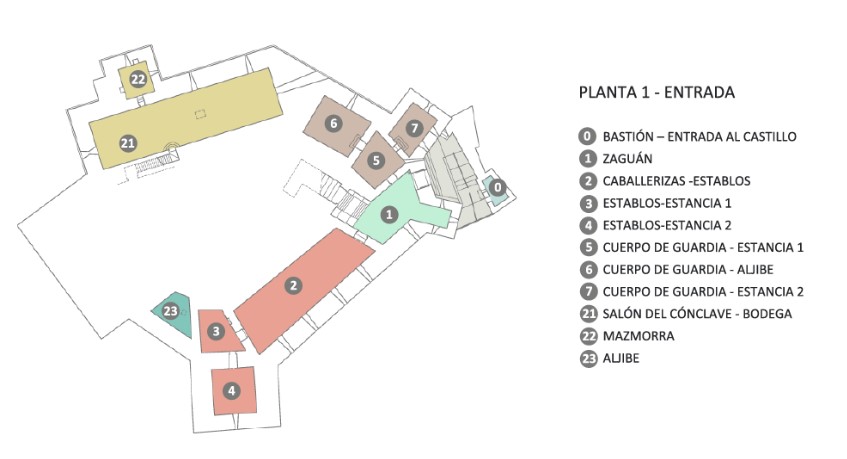 PLANTA 1 - ENTRADA
0 BASTIÓN – ENTRADA AL CASTILLO
1 ZAGUÁN
2 CABALLERIZAS -ESTABLOS
3 ESTABLOS-ESTANCIA 1
4 ESTABLOS-ESTANCIA 2
5 CUERPO DE GUARDIA - ESTANCIA 1
6 CUERPO DE GUARDIA - ALJIBE
7 CUERPO DE GUARDIA - ESTANCIA 2
21 SALÓN DEL CÓNCLAVE - BODEGA
22 MAZMORRA
23 ALJIBE
22
6
7
21
5
0
1
2
23
3
4